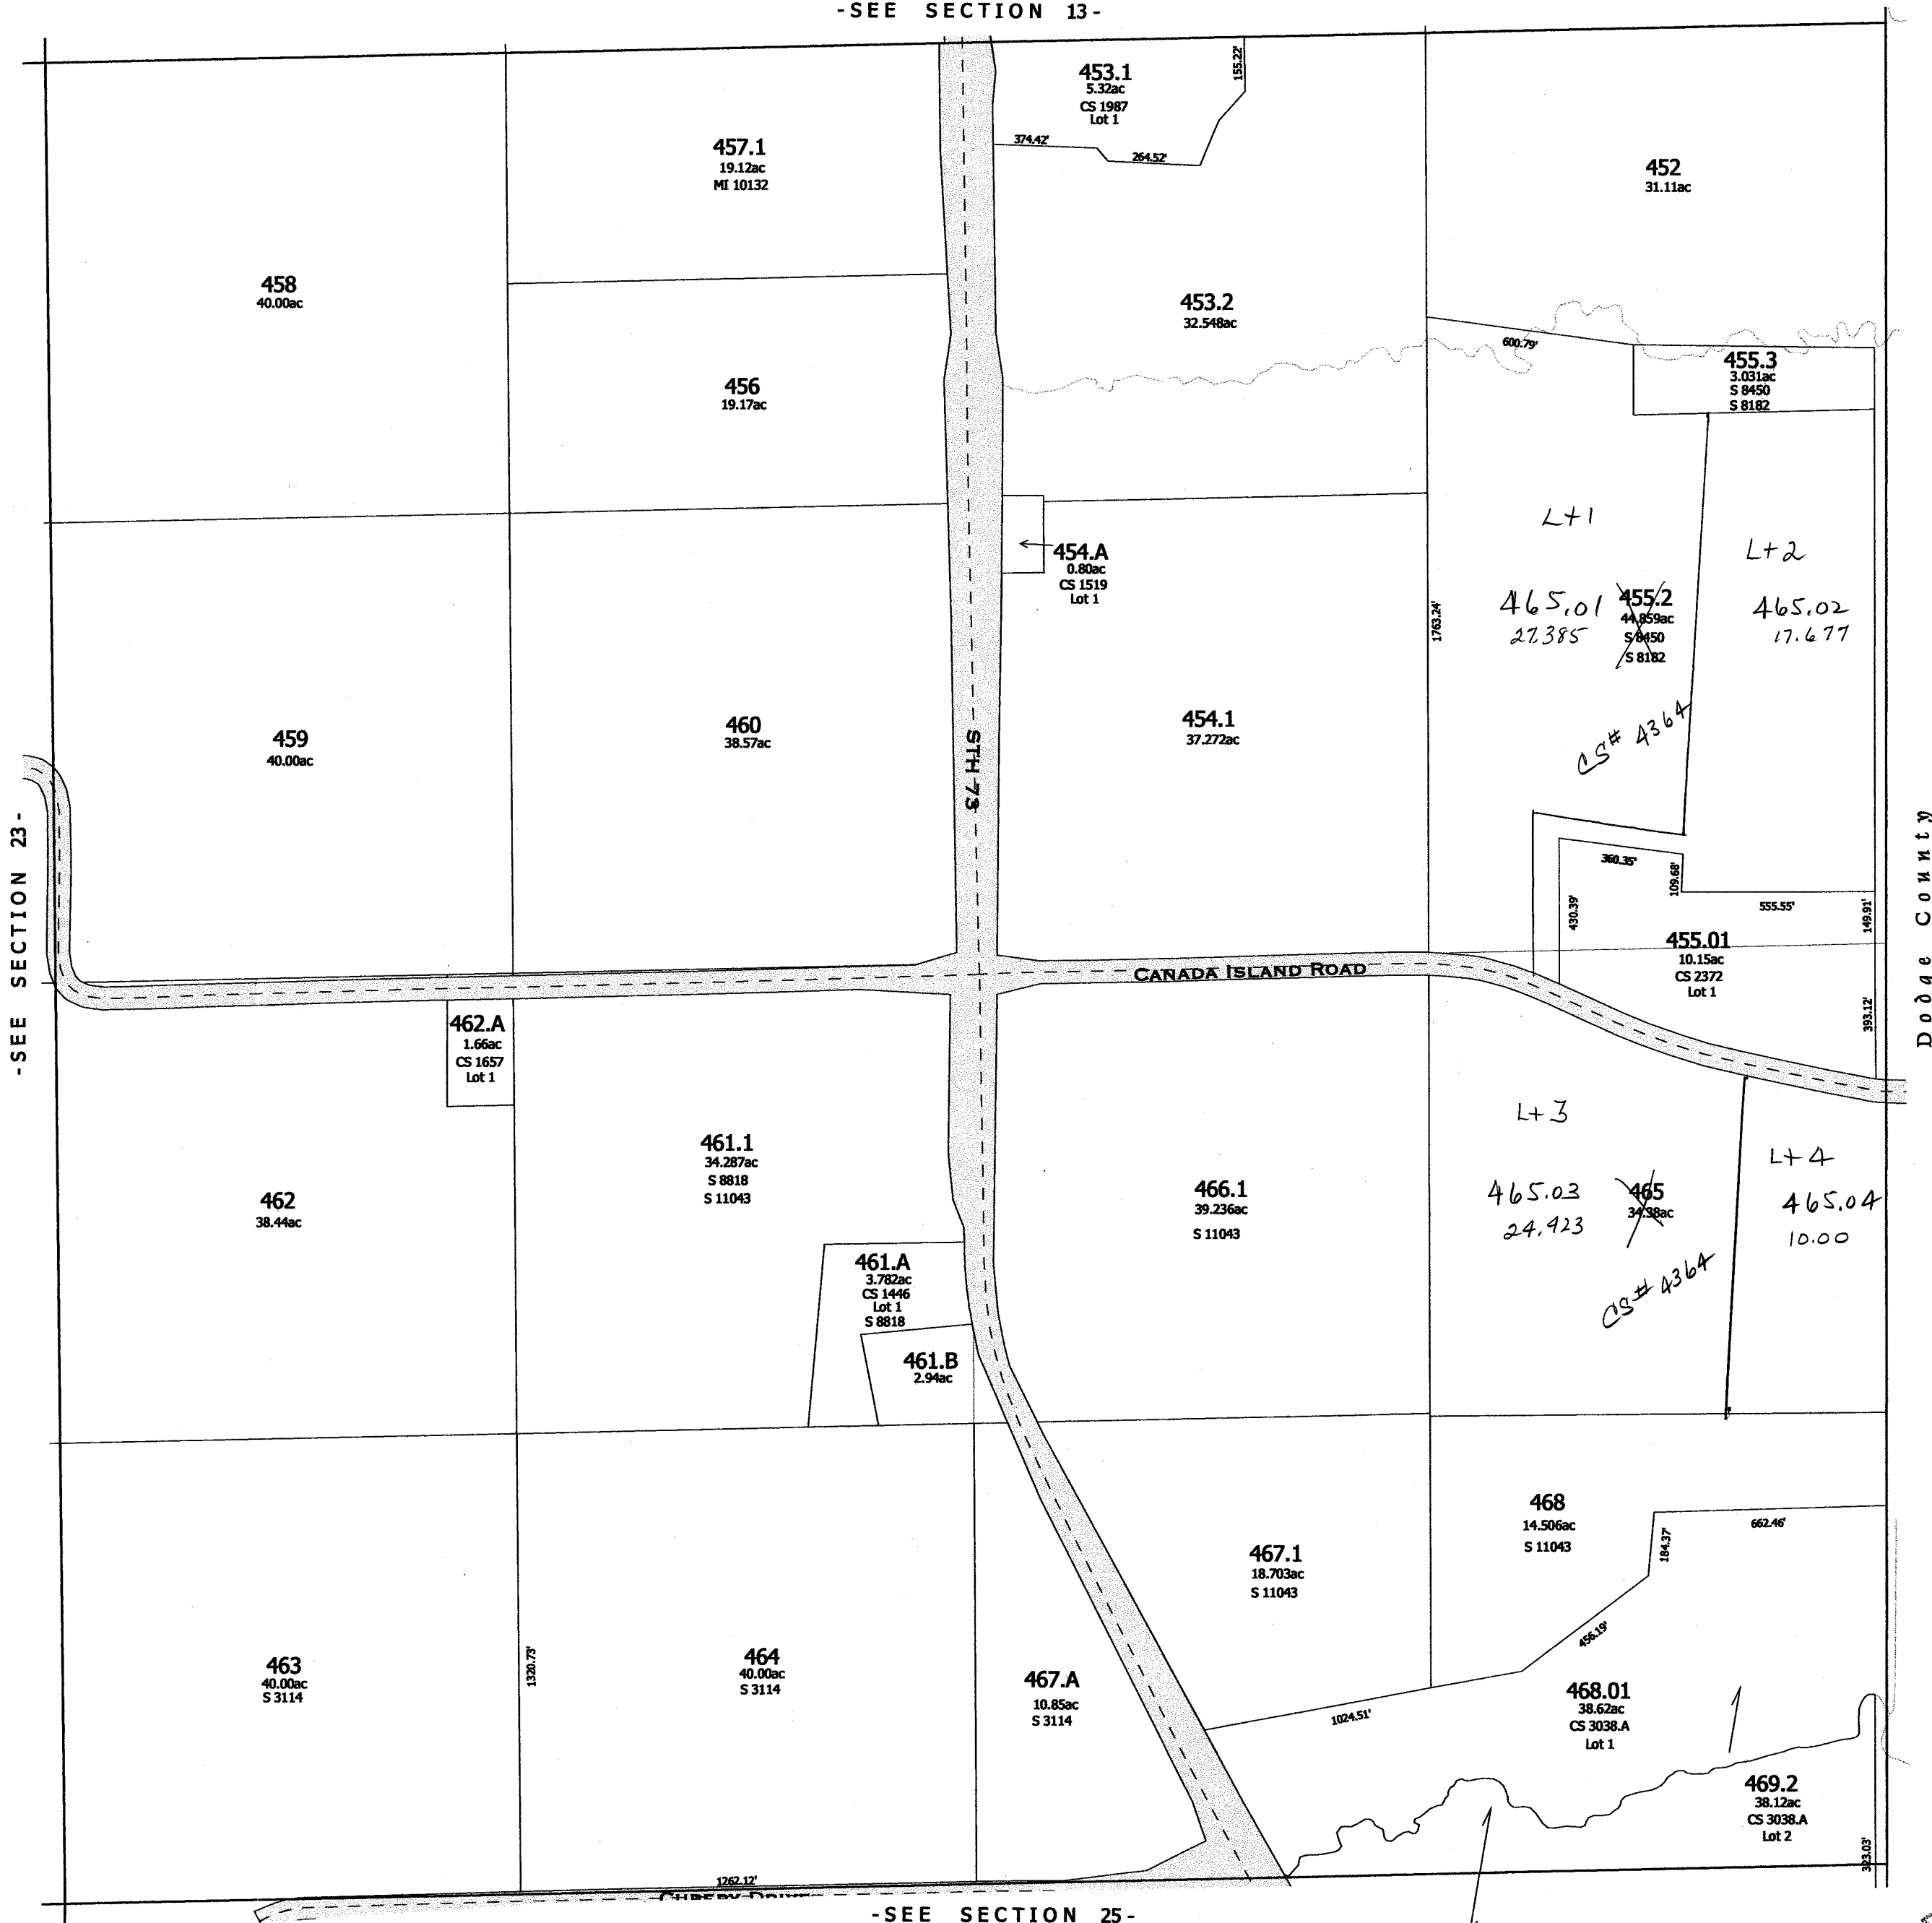 -SEE SECTION 13-
453.1
5.32ac
CS 1987
Lot 1
155.22'
374.42'
264.52'
457.1
19.12ac
MI 10132
452
31.11ac
458
40.00ac
453.2
32.548ac
600.79'
455.3
3.031ac
S 8450
S 8182
456
19.17ac
454.A
0.80ac
CS 1519
Lot 1
L+1
465.01
27.385
455.2
44.859ac
S 8450
S 8182
L+2
465.02
17.677
1763.24'
CS# 4364
459
40.00ac
460
38.57ac
STH 73
454.1
37.272ac
-SEE SECTION 23-
Dodge County
360.35'
109.68'
430.39'
555.55'
149.91'
455.01
10.15ac
CS 2372
Lot 1
393.12'
CANADA ISLAND ROAD
462.A
1.66ac
CS 1657
Lot 1
462
38.44ac
461.1
34.287ac
S 8818
S 11043
466.1
39.236ac
S 11043
L+3
465.03
24.923
465
34.38ac
L+4
465.04
10.00
CS# 4364
461.A
3.782ac
CS 1446
Lot 1
S 8818
461.B
2.94ac
468
14.506ac
S 11043
662.46'
184.37'
467.1
18.703ac
S 11043
456.19'
463
40.00ac
S 3114
1320.73'
464
40.00ac
S 3114
467.A
10.85ac
S 3114
1024.51'
468.01
38.62ac
CS 3038.A
Lot 1
469.2
38.12ac
CS 3038.A
Lot 2
323.03'
1262.12'
-SEE SECTION 25-